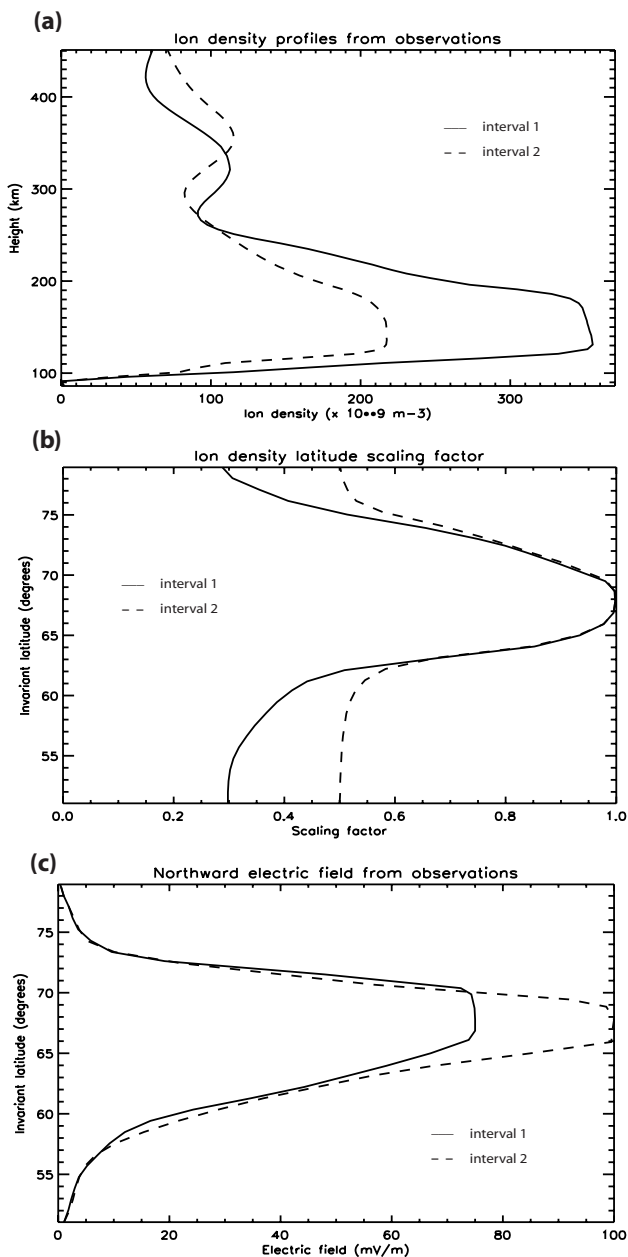 (a)
Ion density profiles from observations
400
300
200
100
Height (km)
interval 1
interval 2
0 100 200 300
Ion density (x 10**9 m-3)
(b)
Ion density latitude scaling factor
75
70
65
60
55
Invariant latitude (degrees)
interval 1
interval 2
0.0 0.2 0.4 0.6 0.8 1.0
Scaling factor
(c)
Northward electric field from observations
75
70
65
60
55
Invariant latitude (degrees)
interval 1
interval 2
0 20 40 60 80 100
Electric field (mV/m)